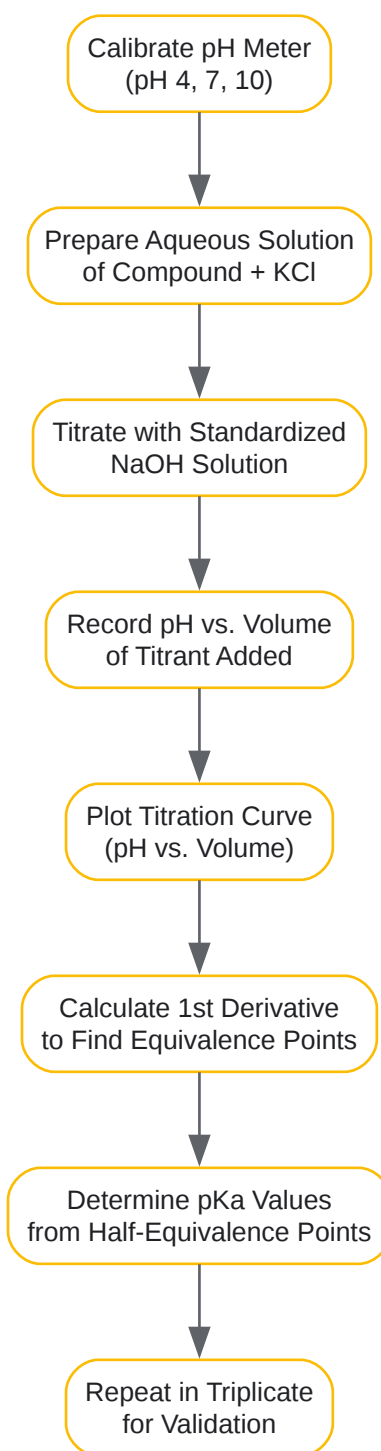 Calibrate pH Meter
(pH 4, 7, 10)
Prepare Aqueous Solution
of Compound + KCl
Titrate with Standardized
NaOH Solution
Record pH vs. Volume
of Titrant Added
Plot Titration Curve
(pH vs. Volume)
Calculate 1st Derivative
to Find Equivalence Points
Determine pKa Values
from Half-Equivalence Points
Repeat in Triplicate
for Validation